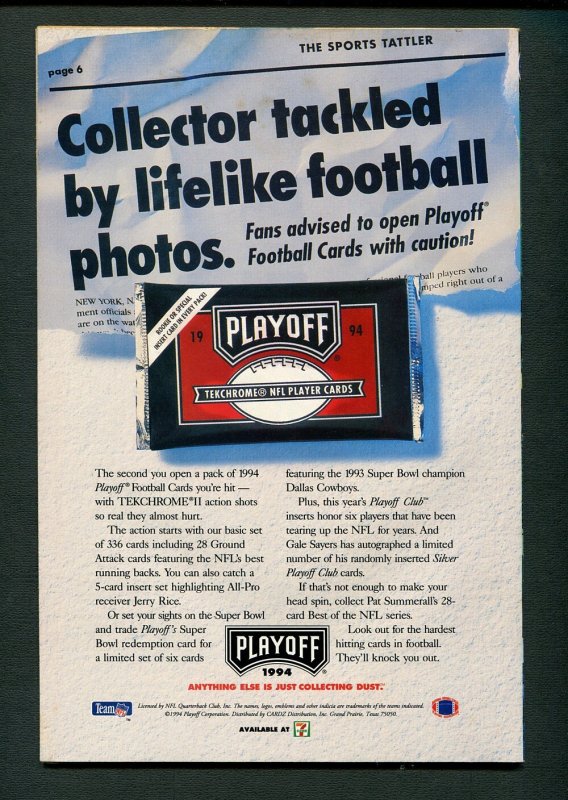 THE SPORTS TATTLER
page 6
Collector tackled
by lifelike football
photos.
Fans advised to open Playoff®
Football Cards with caution!
NEW YORK, N
ment officials
are on the wat
ball players who
mped right out of a
ROOKIE OR SPECIAL
INSERT CARD IN EVERY PACK!
19 PLAYOFF® 94
TEKCHROME® NFL PLAYER CARDS
The second you open a pack of 1994
Playoff® Football Cards you're hit —
with TEKCHROME®II action shots
so real they almost hurt.
The action starts with our basic set
of 336 cards including 28 Ground
Attack cards featuring the NFL's best
running backs. You can also catch a
5-card insert set highlighting All-Pro
receiver Jerry Rice.
Or set your sights on the Super Bowl
and trade Playoff's Super
Bowl redemption card for
a limited set of six cards
featuring the 1993 Super Bowl champion
Dallas Cowboys.
Plus, this year's Playoff Club™
inserts honor six players that have been
tearing up the NFL for years. And
Gale Sayers has autographed a limited
number of his randomly inserted Silver
Playoff Club cards.
If that's not enough to make your
head spin, collect Pat Summerall's 28-
card Best of the NFL series.
Look out for the hardest
hitting cards in football.
They'll knock you out.
PLAYOFF®
1994
ANYTHING ELSE IS JUST COLLECTING DUST.™
Team NFL™
Licensed by NFL Quarterback Club, Inc. The names, logos, emblems and other indicia are trademarks of the teams indicated.
©1994 Playoff Corporation. Distributed by CARDZ Distribution, Inc. Grand Prairie, Texas 75050.
AVAILABLE AT 7 ELEVEN